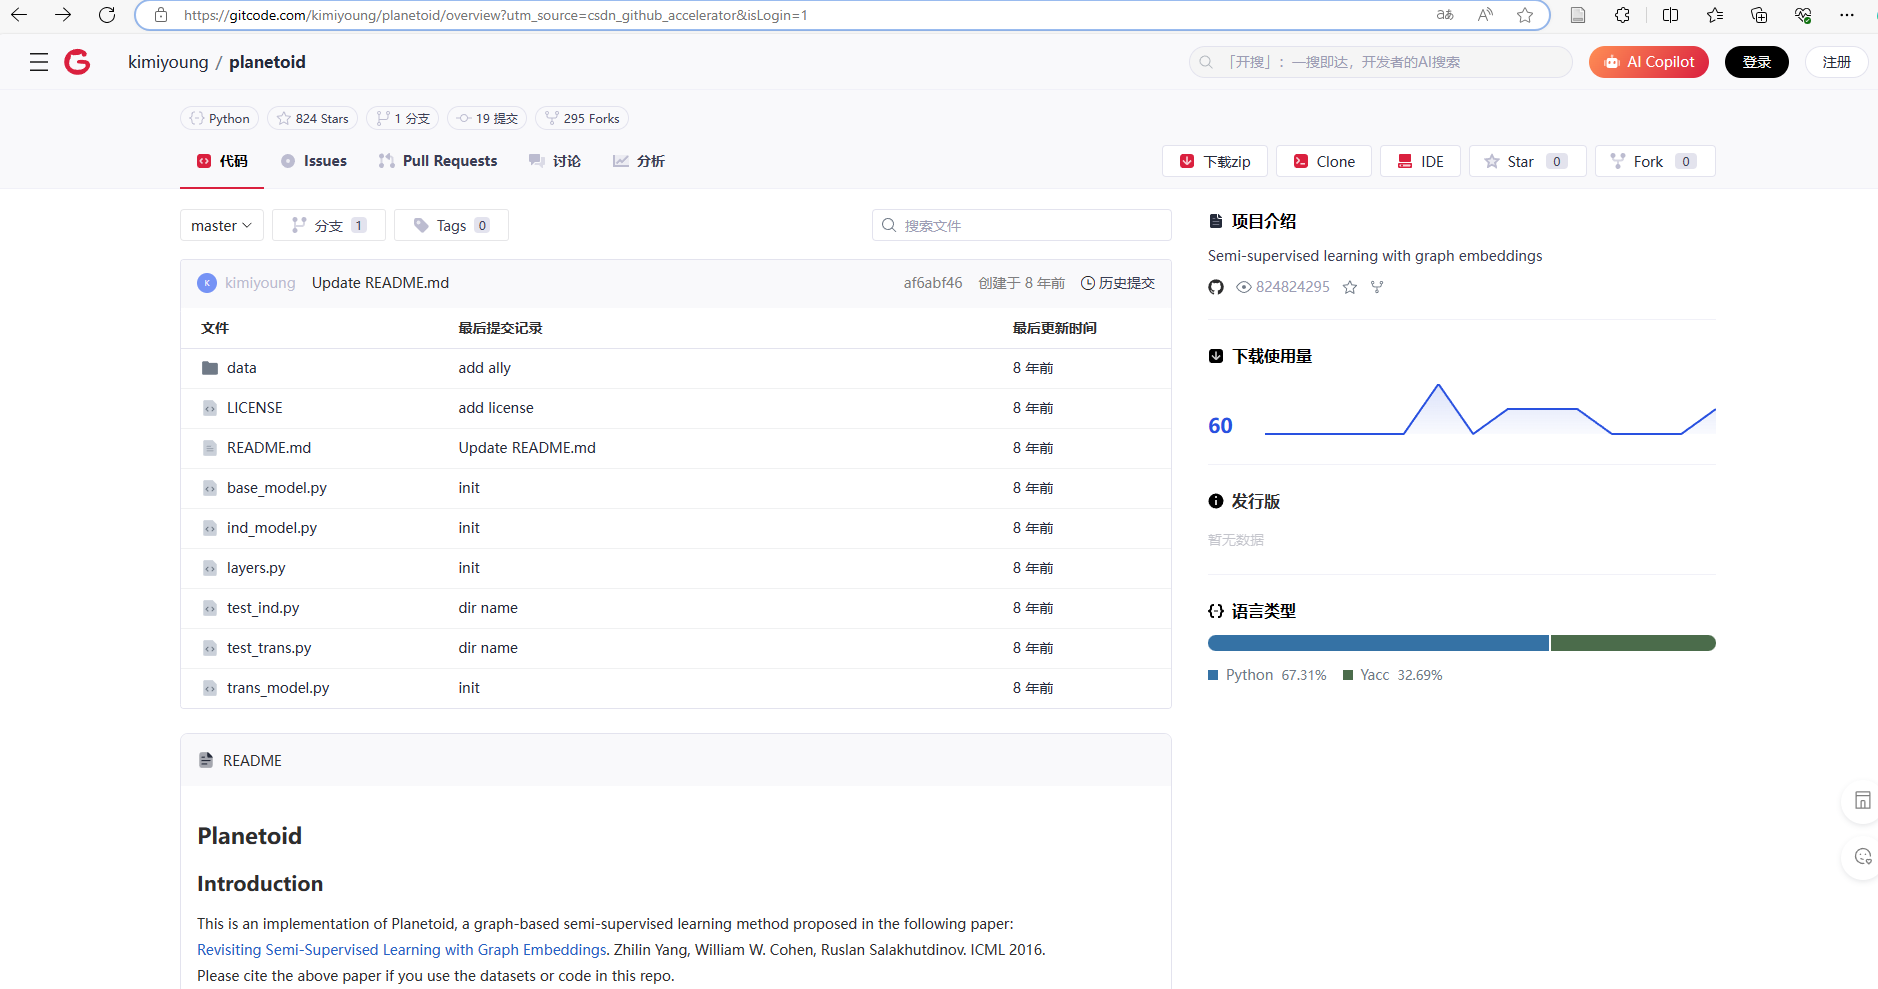 https://gitcode.com/kimiyoung/planetoid/overview?utm_source=csdn_github_accelerator&isLogin=1
kimiyoung / planetoid
「开搜」：一搜即达，开发者的AI搜索
AI Copilot
登录
注册
Python
824 Stars
1 分支
19 提交
295 Forks
代码
Issues
Pull Requests
讨论
分析
下载zip
Clone
IDE
Star 0
Fork 0
master
分支 1
Tags 0
搜索文件
kimiyoung Update README.md af6abf46 创建于 8 年前 历史提交
文件 最后提交记录 最后更新时间
data add ally 8 年前
LICENSE add license 8 年前
README.md Update README.md 8 年前
base_model.py init 8 年前
ind_model.py init 8 年前
layers.py init 8 年前
test_ind.py dir name 8 年前
test_trans.py dir name 8 年前
trans_model.py init 8 年前
README
Planetoid
Introduction
This is an implementation of Planetoid, a graph-based semi-supervised learning method proposed in the following paper:
Revisiting Semi-Supervised Learning with Graph Embeddings. Zhilin Yang, William W. Cohen, Ruslan Salakhutdinov. ICML 2016.
Please cite the above paper if you use the datasets or code in this repo.
项目介绍
Semi-supervised learning with graph embeddings
824824295
下载使用量
60
发行版
暂无数据
语言类型
Python 67.31% Yacc 32.69%